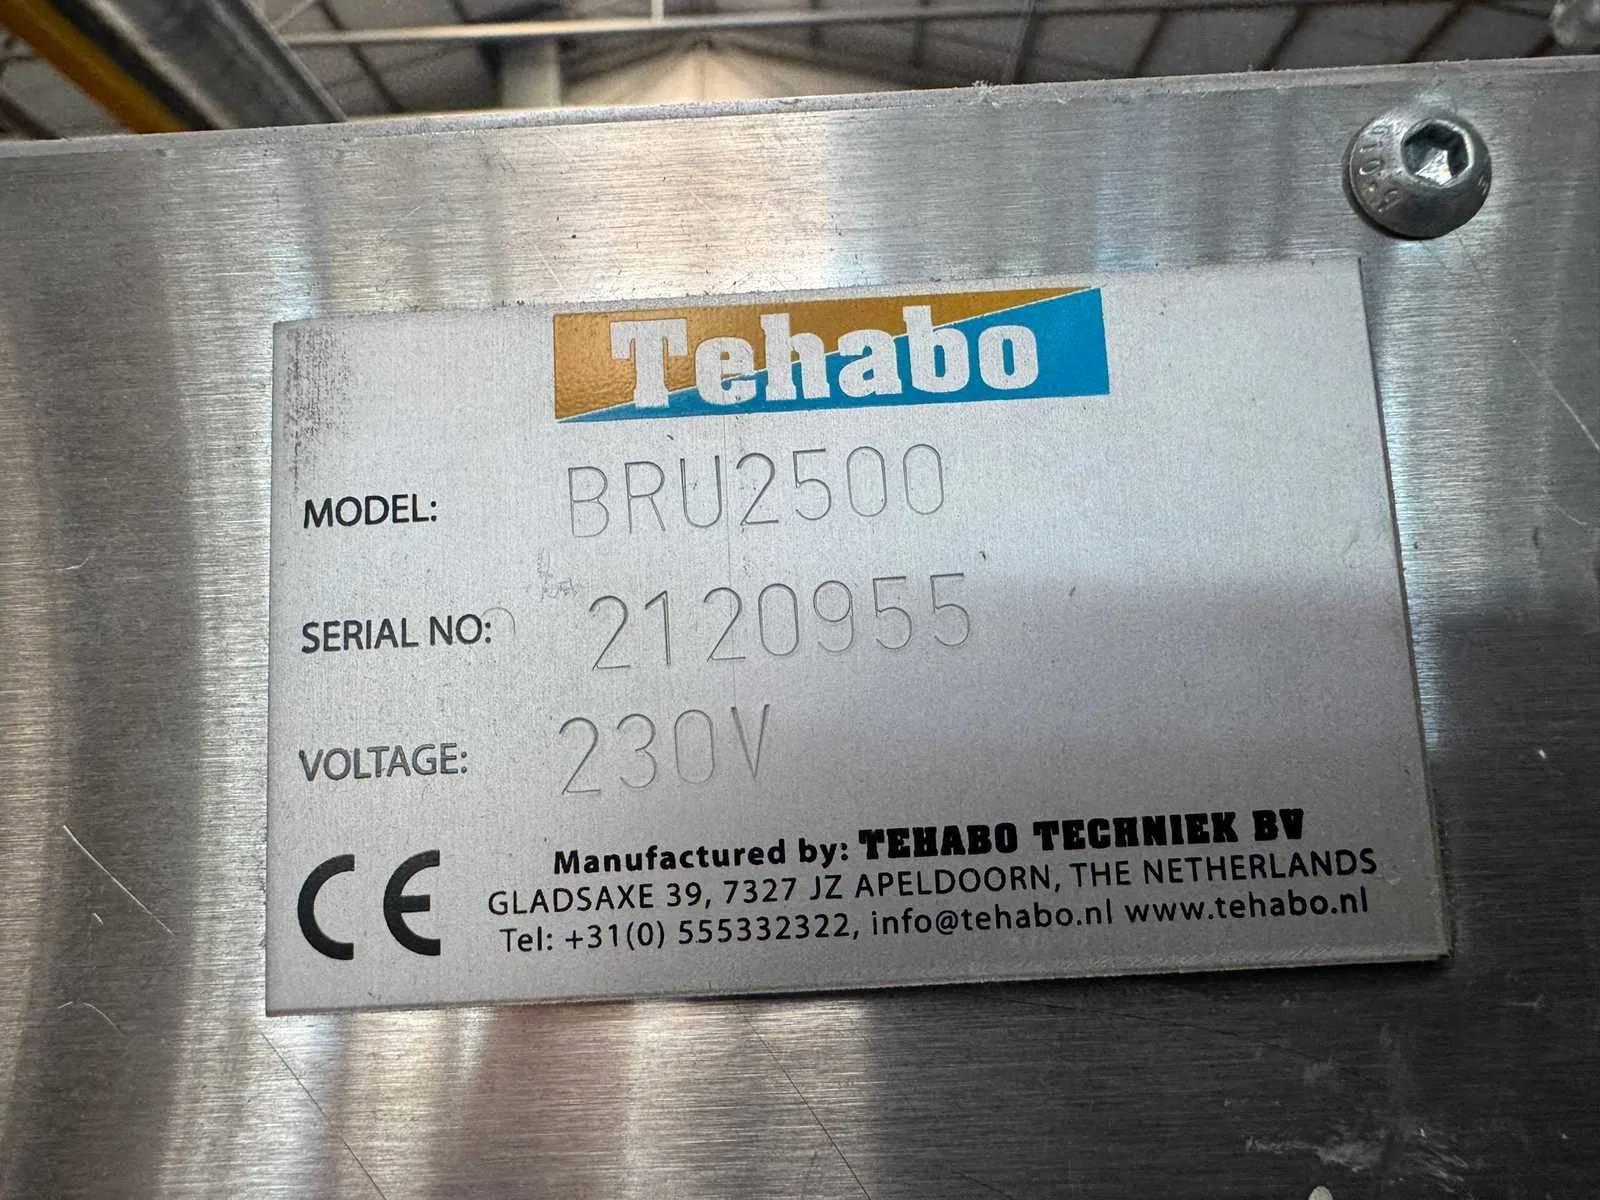 Tehabo
MODEL: BRU2500
SERIAL NO: 2120955
VOLTAGE: 230V
CE
Manufactured by: TEHABO TECHNIEK BV
GLADSAXE 39, 7327 JZ APELDOORN, THE NETHERLANDS
Tel: +31(0) 555332322, info@tehabo.nl www.tehabo.nl